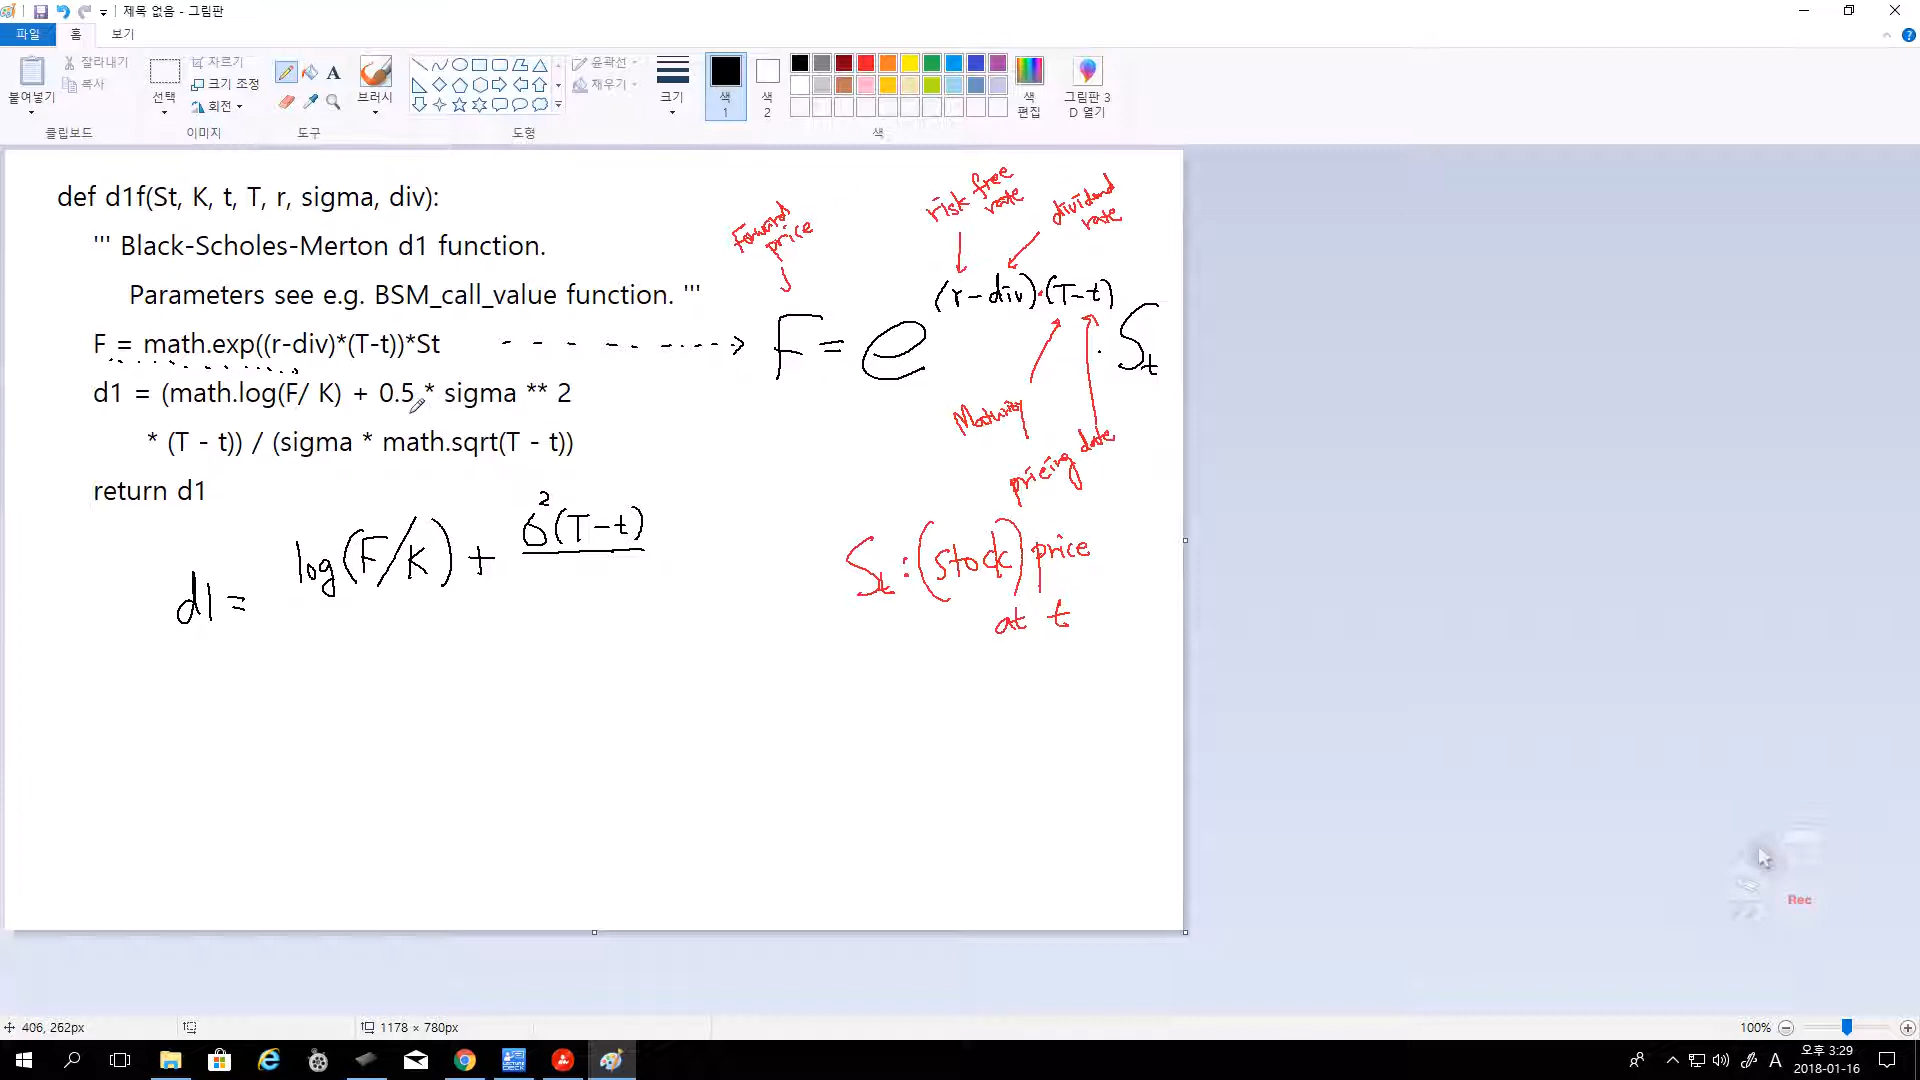 제목 없음 - 그림판
파일 홈 보기
붙여넣기
잘라내기
복사
클립보드
선택
자르기
크기 조정
회전
이미지
A
도구
브러시
윤곽선
채우기
도형
크기
색 1
색 2
색 편집
색
그림판 3D 열기
def d1f(St, K, t, T, r, sigma, div):
''' Black-Scholes-Merton d1 function.
Parameters see e.g. BSM_call_value function. '''
F = math.exp((r-div)*(T-t))*St
d1 = (math.log(F/ K) + 0.5 * sigma ** 2
* (T - t)) / (sigma * math.sqrt(T - t))
return d1
Forward price
risk free rate
dividend rate
F = e^(r-div)·(T-t) · St
Maturity
pricing date
d1 = log(F/K) + σ²(T-t)
St : (stock) price
at t
Rec
406, 262px
1178 × 780px
100%
LECTURE DECK
A
오후 3:29
2018-01-16